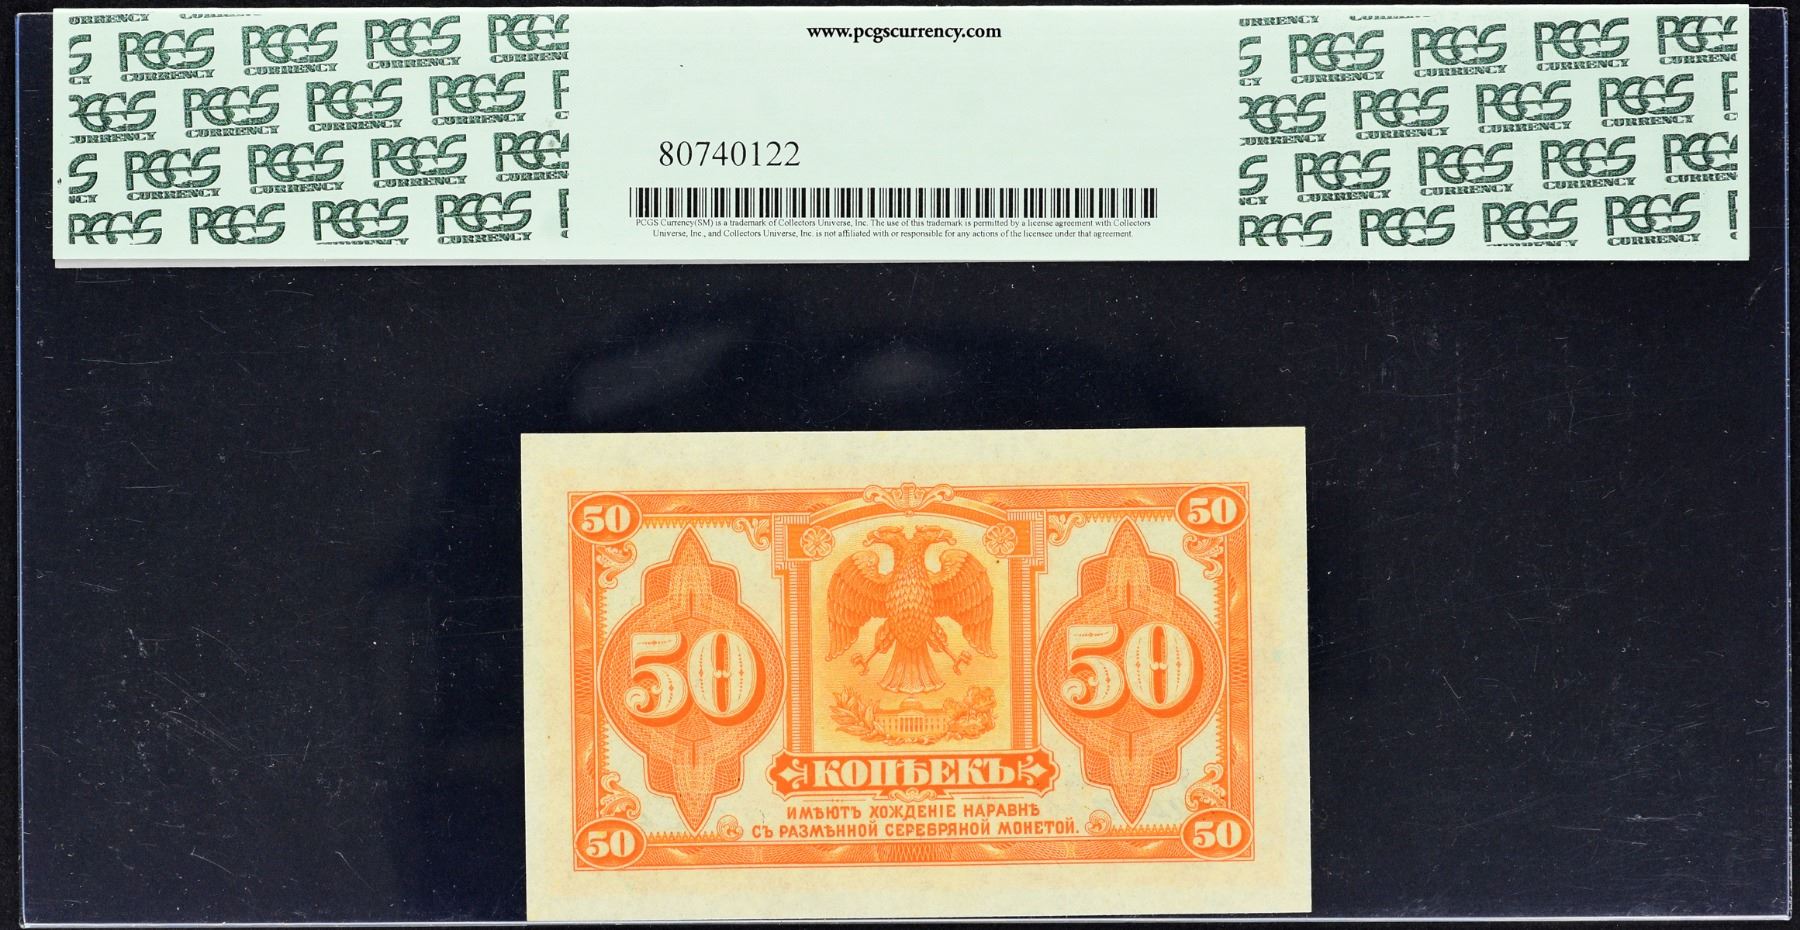 www.pcgscurrency.com
PCGS CURRENCY
80740122
PCGS Currency(SM) is a trademark of Collectors Universe, Inc. The use of this trademark is permitted by a license agreement with Collectors
Universe, Inc., and Collectors Universe, Inc. is not affiliated with or responsible for any actions of the licensee under that agreement.
50 50
50 50
КОПѢЕКЪ
ИМѢЮТЪ ХОЖДЕНІЕ НАРАВНѢ
СЪ РАЗМѢННОЙ СЕРЕБРЯНОЙ МОНЕТОЙ.
50 50